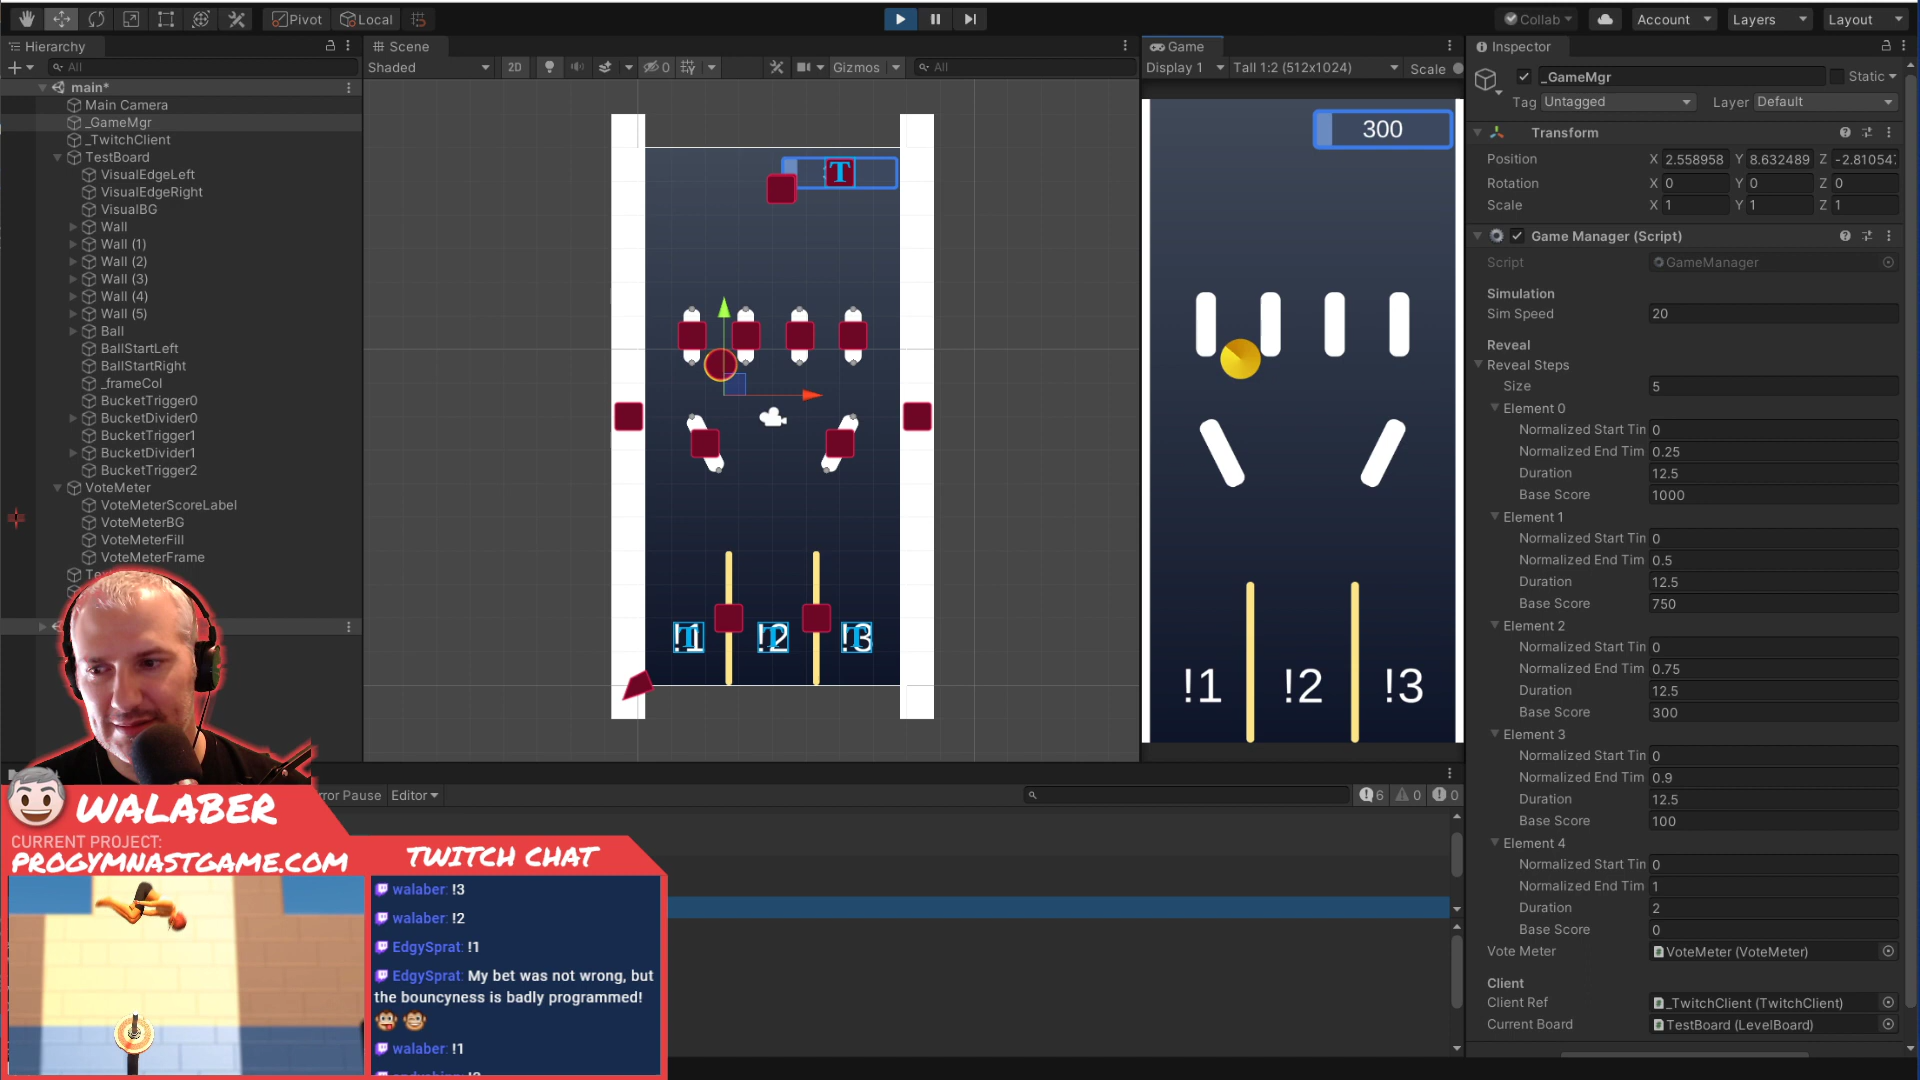 Pivot
Local
Collab
Account
Layers
Layout
Hierarchy
All
main*
Main Camera
_GameMgr
_TwitchClient
TestBoard
VisualEdgeLeft
VisualEdgeRight
VisualBG
Wall
Wall (1)
Wall (2)
Wall (3)
Wall (4)
Wall (5)
Ball
BallStartLeft
BallStartRight
_frameCol
BucketTrigger0
BucketDivider0
BucketTrigger1
BucketDivider1
BucketTrigger2
VoteMeter
VoteMeterScoreLabel
VoteMeterBG
VoteMeterFill
VoteMeterFrame
Scene
Shaded
2D
0
Gizmos
All
T
!1
!2
!3
Game
Display 1
Tall 1:2 (512x1024)
Scale
300
!1
!2
!3
Inspector
_GameMgr
Static
Tag Untagged
Layer Default
Transform
Position X 2.558958 Y 8.632489 Z -2.810547
Rotation X 0 Y 0 Z 0
Scale X 1 Y 1 Z 1
Game Manager (Script)
Script GameManager
Simulation
Sim Speed 20
Reveal
Reveal Steps
Size 5
Element 0
Normalized Start Tin 0
Normalized End Tim 0.25
Duration 12.5
Base Score 1000
Element 1
Normalized Start Tin 0
Normalized End Tim 0.5
Duration 12.5
Base Score 750
Element 2
Normalized Start Tin 0
Normalized End Tim 0.75
Duration 12.5
Base Score 300
Element 3
Normalized Start Tin 0
Normalized End Tim 0.9
Duration 12.5
Base Score 100
Element 4
Normalized Start Tin 0
Normalized End Tim 1
Duration 2
Base Score 0
Vote Meter VoteMeter (VoteMeter)
Client
Client Ref _TwitchClient (TwitchClient)
Current Board TestBoard (LevelBoard)
ror Pause
Editor
6
0
0
WALABER
CURRENT PROJECT:
PROGYMNASTGAME.COM
TWITCH CHAT
walaber: !3
walaber: !2
EdgySprat: !1
EdgySprat: My bet was not wrong, but
the bouncyness is badly programmed!
walaber: !1